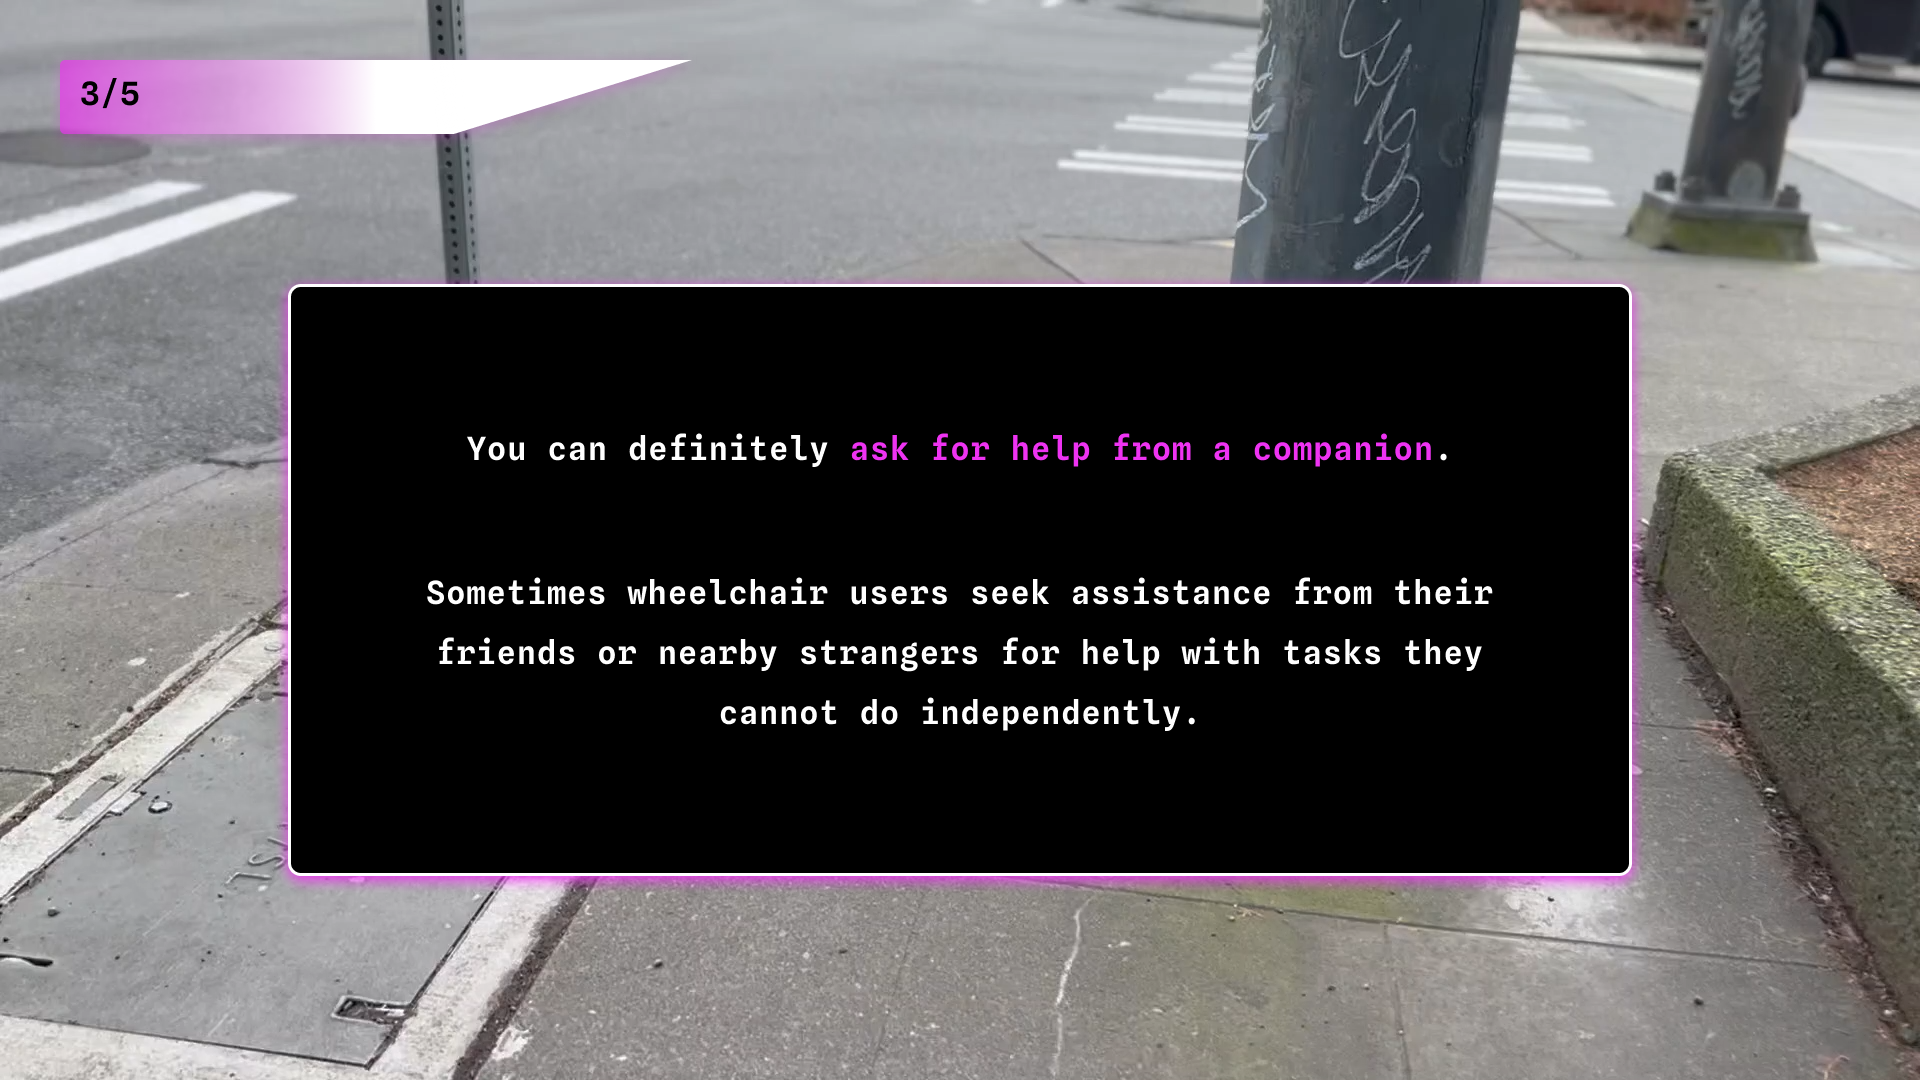 3/5
You can definitely ask for help from a companion.
Sometimes wheelchair users seek assistance from their
friends or nearby strangers for help with tasks they
cannot do independently.